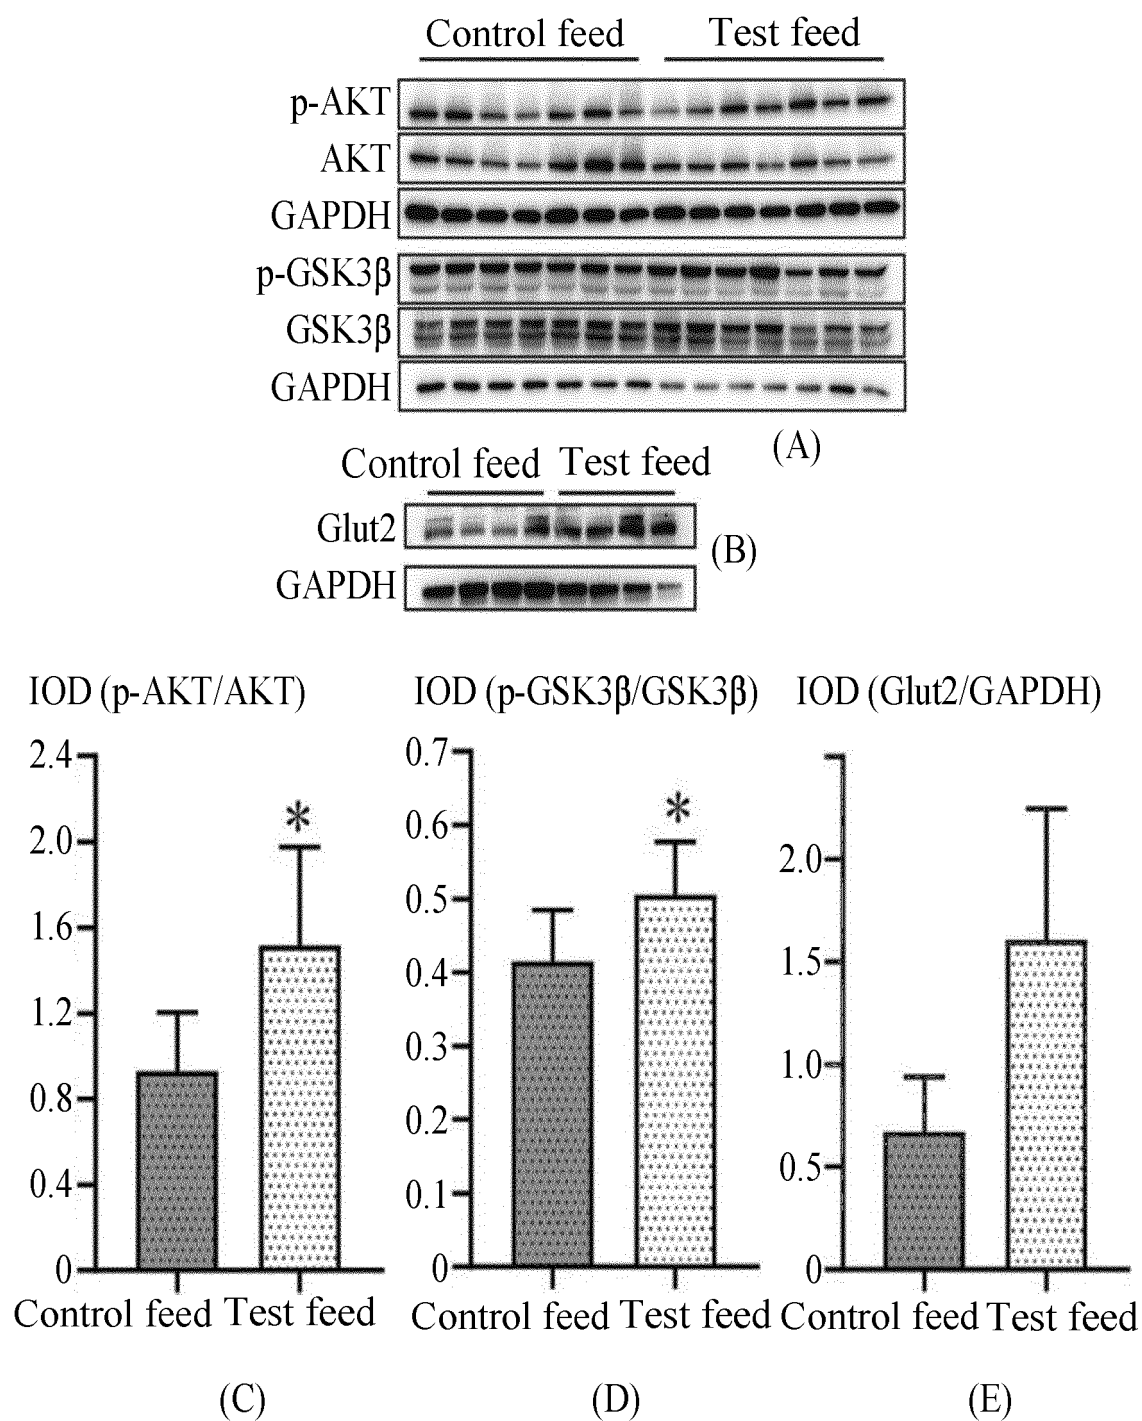 Control feed Test feed
p-AKT
AKT
GAPDH
p-GSK3β
GSK3β
GAPDH
(A)
Control feed Test feed
Glut2
(B)
GAPDH
IOD (p-AKT/AKT)
2.4
2.0
1.6
1.2
0.8
0.4
0
*
Control feed Test feed
(C)
IOD (p-GSK3β/GSK3β)
0.7
0.6
0.5
0.4
0.3
0.2
0.1
0
*
Control feed Test feed
(D)
IOD (Glut2/GAPDH)
2.0
1.5
1.0
0.5
0
Control feed Test feed
(E)